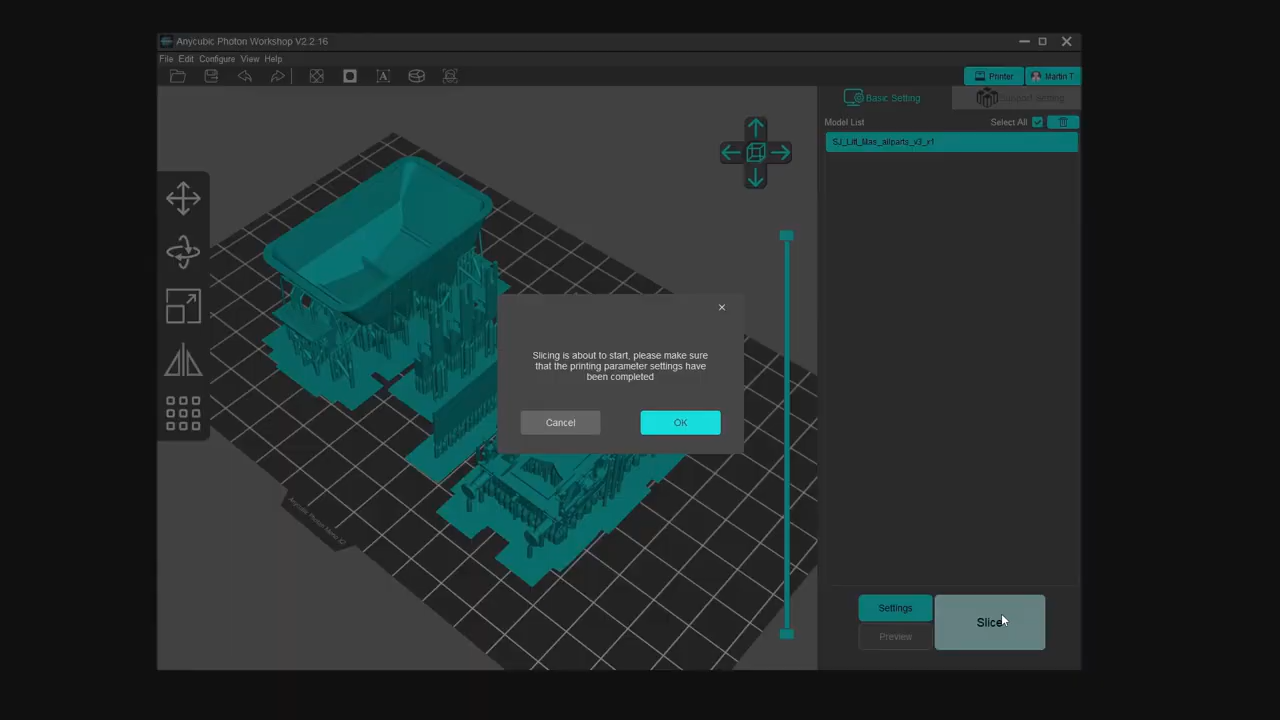 Anycubic Photon Workshop V2.2.16
File Edit Configure View Help
Printer
Martin T
Basic Setting
Support Setting
Model List
Select All
Slicing is about to start, please make sure
that the printing parameter settings have
been completed
Cancel
OK
Settings
Slice
Preview